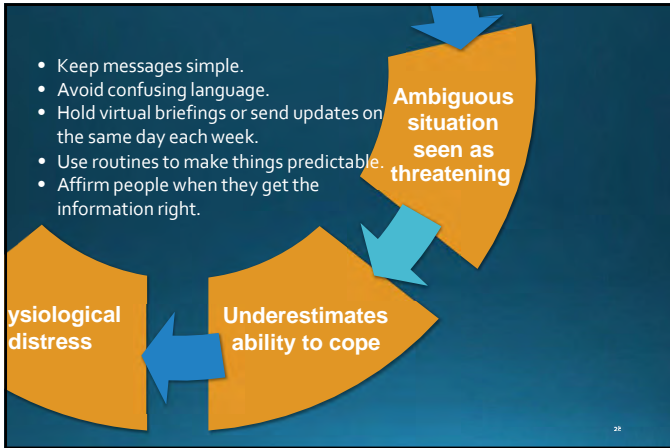 • Keep messages simple.
• Avoid confusing language.
• Hold virtual briefings or send updates on
the same day each week.
• Use routines to make things predictable.
• Affirm people when they get the
information right.
Ambiguous
situation
seen as
threatening
Underestimates
ability to cope
ysiological
distress
28